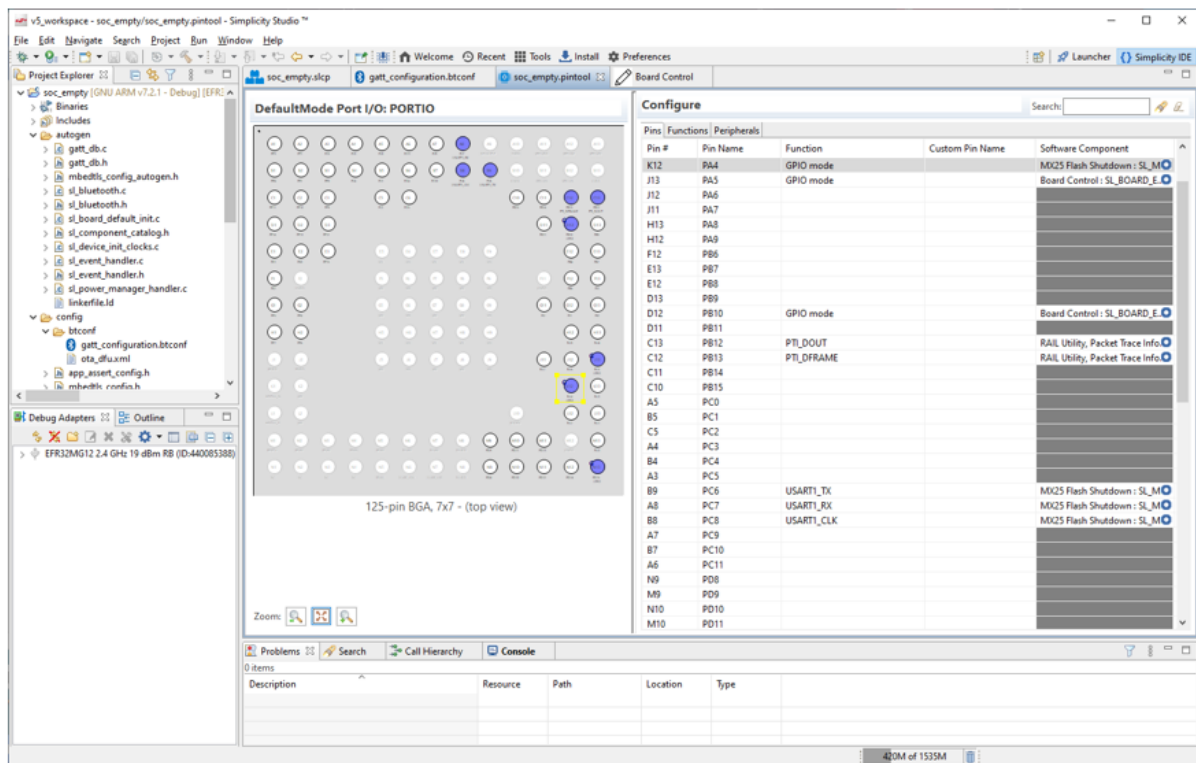 v5_workspace - soc_empty/soc_empty.pintool - Simplicity Studio ™
File Edit Navigate Search Project Run Window Help
Welcome Recent Tools Install Preferences
Launcher {} Simplicity IDE
Project Explorer
soc_empty [GNU ARM v7.2.1 - Debug] [EFR3
Binaries
Includes
autogen
gatt_db.c
gatt_db.h
mbedtls_config_autogen.h
sl_bluetooth.c
sl_bluetooth.h
sl_board_default_init.c
sl_component_catalog.h
sl_device_init_clocks.c
sl_event_handler.c
sl_event_handler.h
sl_power_manager_handler.c
linkerfile.ld
config
btconf
gatt_configuration.btconf
ota_dfu.xml
app_assert_config.h
mbedtls_config.h
Debug Adapters Outline
EFR32MG12 2.4 GHz 19 dBm RB (ID:440085388)
soc_empty.slcp gatt_configuration.btconf soc_empty.pintool Board Control
DefaultMode Port I/O: PORTIO
125-pin BGA, 7x7 - (top view)
Zoom:
Configure
Search:
Pins Functions Peripherals
Pin # Pin Name Function Custom Pin Name Software Component
K12 PA4 GPIO mode MX25 Flash Shutdown : SL_M
J13 PA5 GPIO mode Board Control : SL_BOARD_E..
J12 PA6
J11 PA7
H13 PA8
H12 PA9
F12 PB6
E13 PB7
E12 PB8
D13 PB9
D12 PB10 GPIO mode Board Control : SL_BOARD_E..
D11 PB11
C13 PB12 PTI_DOUT RAIL Utility, Packet Trace Info.
C12 PB13 PTI_DFRAME RAIL Utility, Packet Trace Info.
C11 PB14
C10 PB15
A5 PC0
B5 PC1
C5 PC2
A4 PC3
B4 PC4
A3 PC5
B9 PC6 USART1_TX MX25 Flash Shutdown : SL_M
A8 PC7 USART1_RX MX25 Flash Shutdown : SL_M
B8 PC8 USART1_CLK MX25 Flash Shutdown : SL_M
A7 PC9
B7 PC10
A6 PC11
N9 PD8
M9 PD9
N10 PD10
M10 PD11
Problems Search Call Hierarchy Console
0 items
Description Resource Path Location Type
420M of 1535M